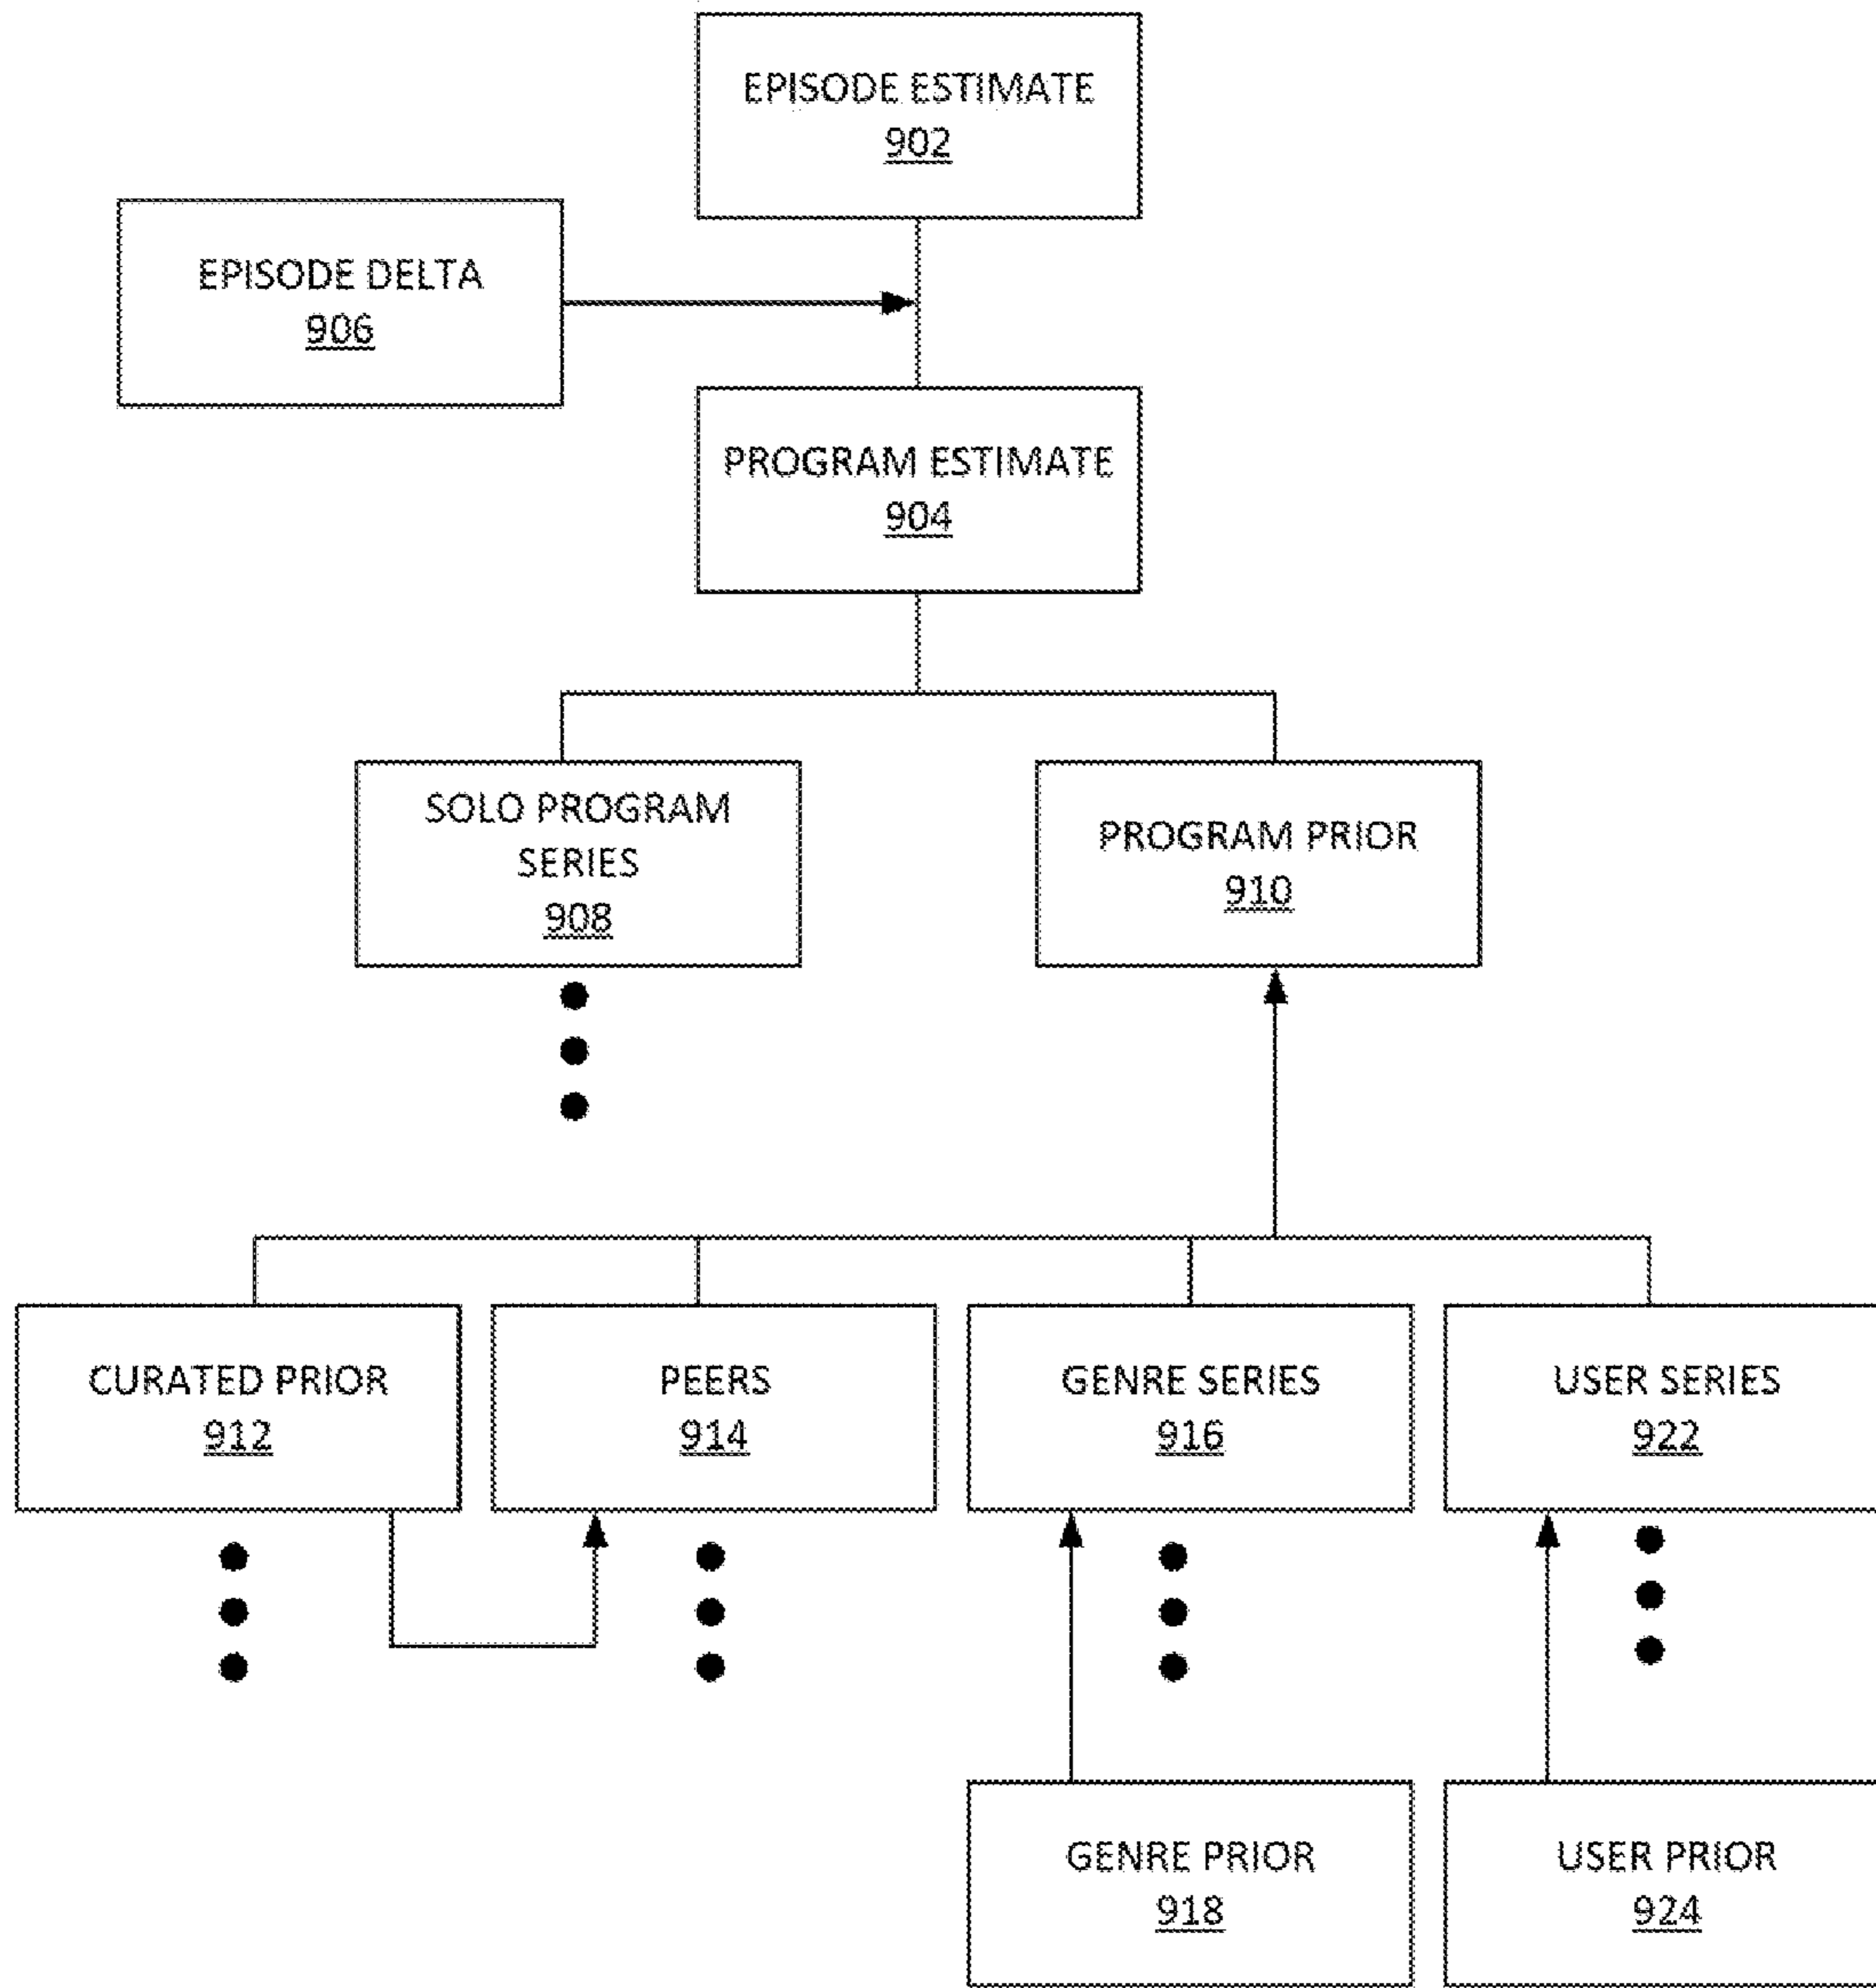 EPISODE ESTIMATE
902
EPISODE DELTA
906
PROGRAM ESTIMATE
904
SOLO PROGRAM
SERIES
908
PROGRAM PRIOR
910
CURATED PRIOR
912
PEERS
914
GENRE SERIES
916
USER SERIES
922
GENRE PRIOR
918
USER PRIOR
924